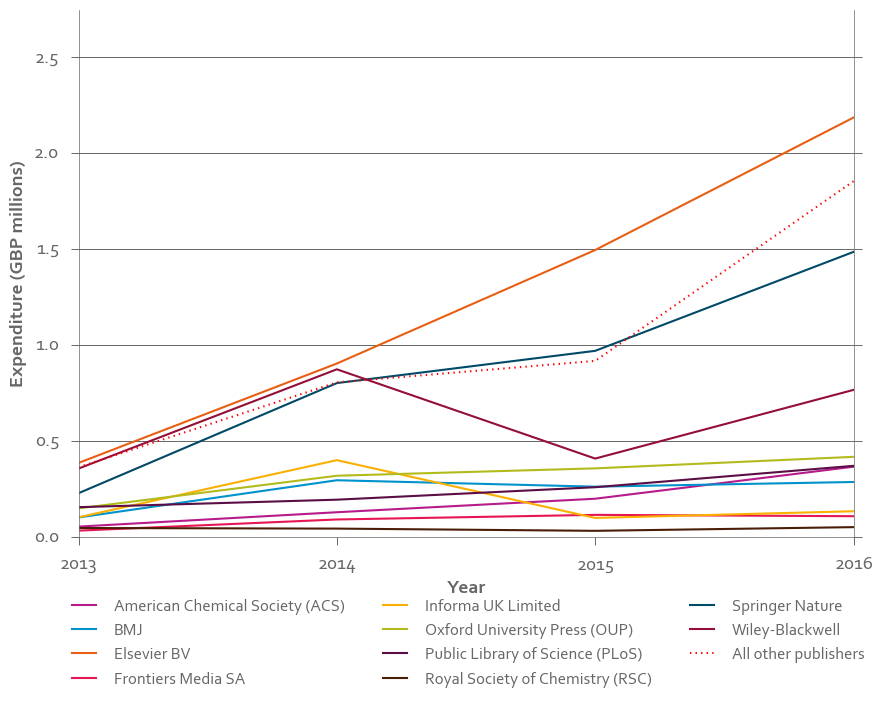 2.5
2.0
1.5
1.0
0.5
0.0
Expenditure (GBP millions)
2013 2014 2015 2016
Year
American Chemical Society (ACS) Informa UK Limited Springer Nature
BMJ Oxford University Press (OUP) Wiley-Blackwell
Elsevier BV Public Library of Science (PLoS) All other publishers
Frontiers Media SA Royal Society of Chemistry (RSC)